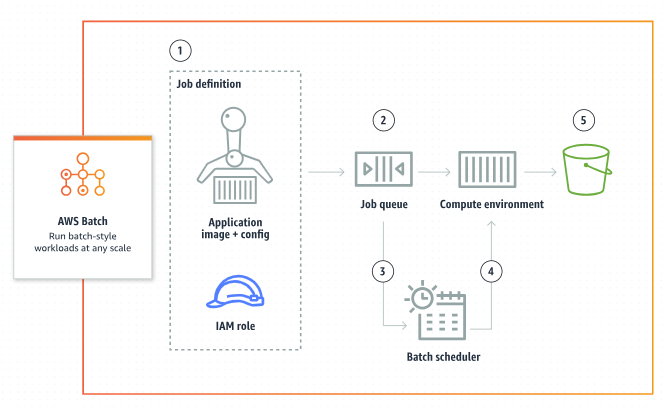 1
Job definition
Application
image + config
IAM role
AWS Batch
Run batch-style
workloads at any scale
2
Job queue
Compute environment
5
3
4
Batch scheduler